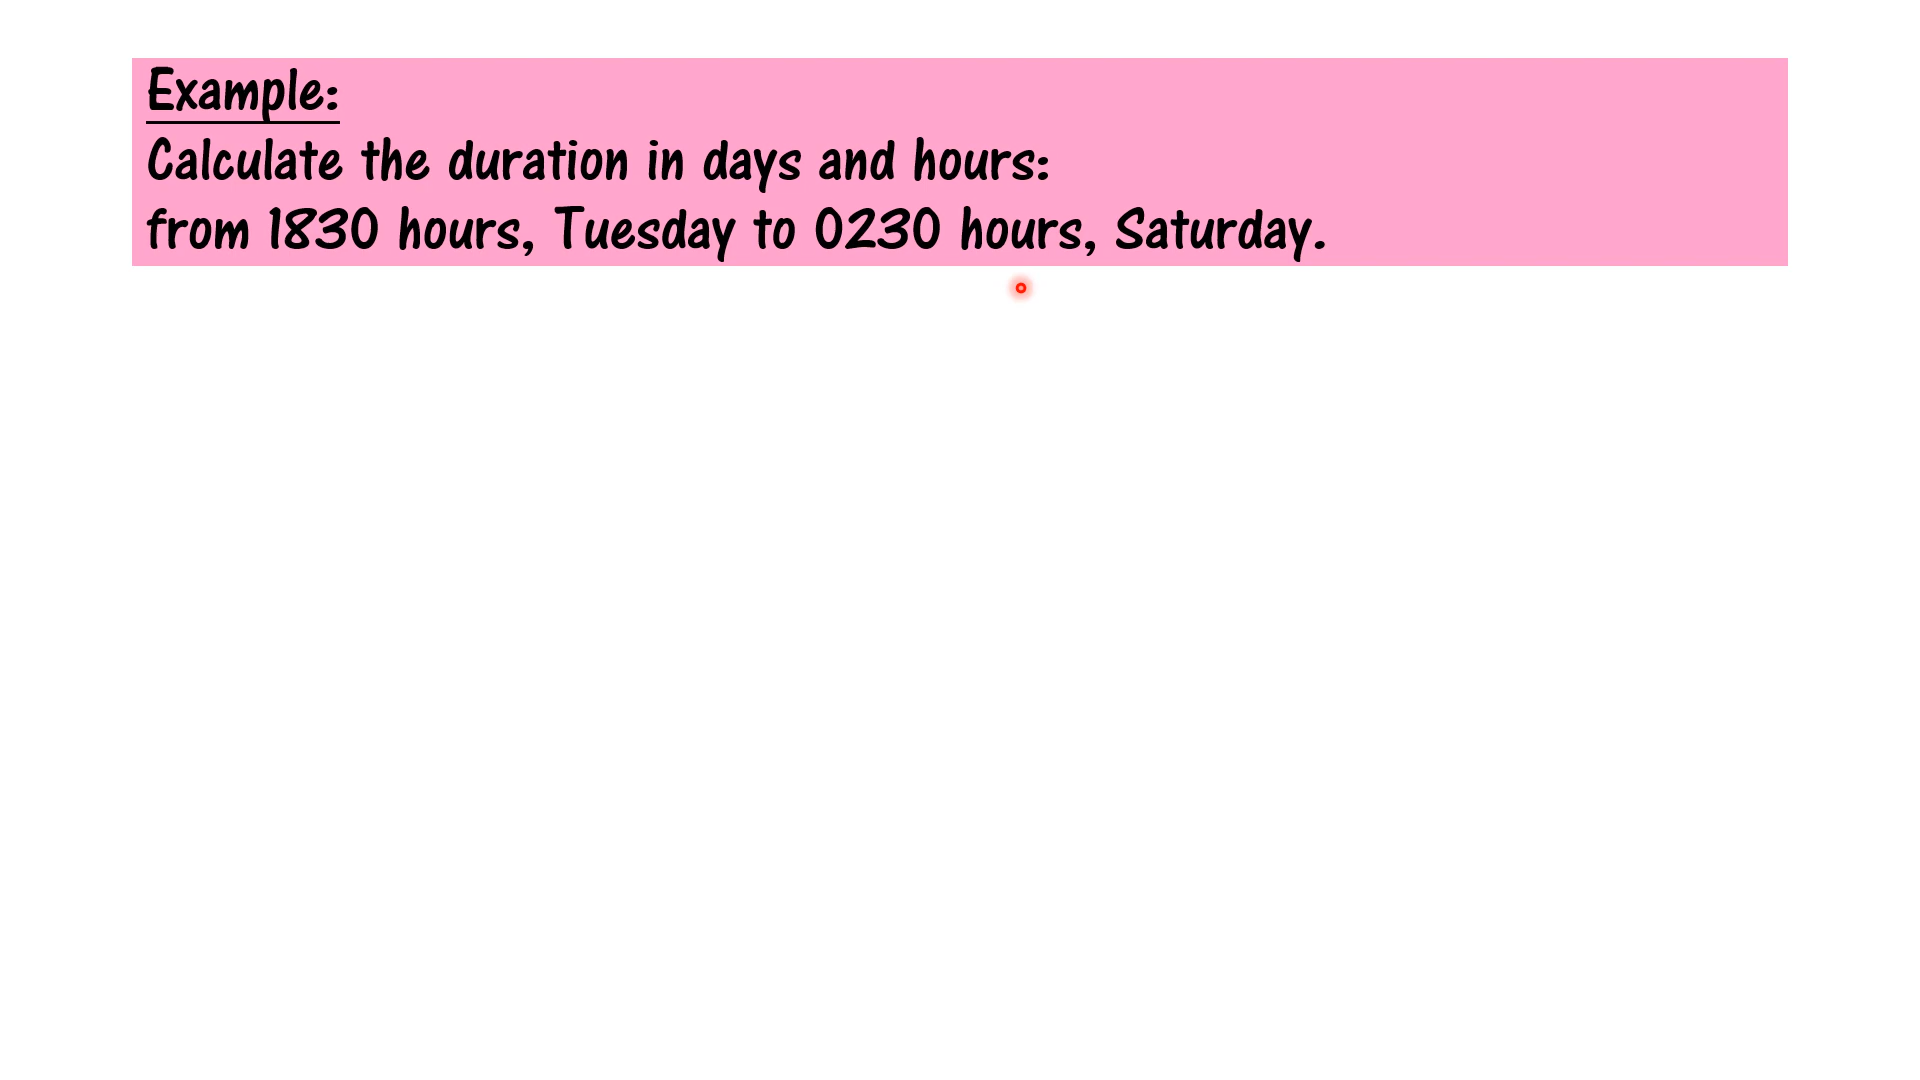 Example:
Calculate the duration in days and hours:
from 1830 hours, Tuesday to 0230 hours, Saturday.